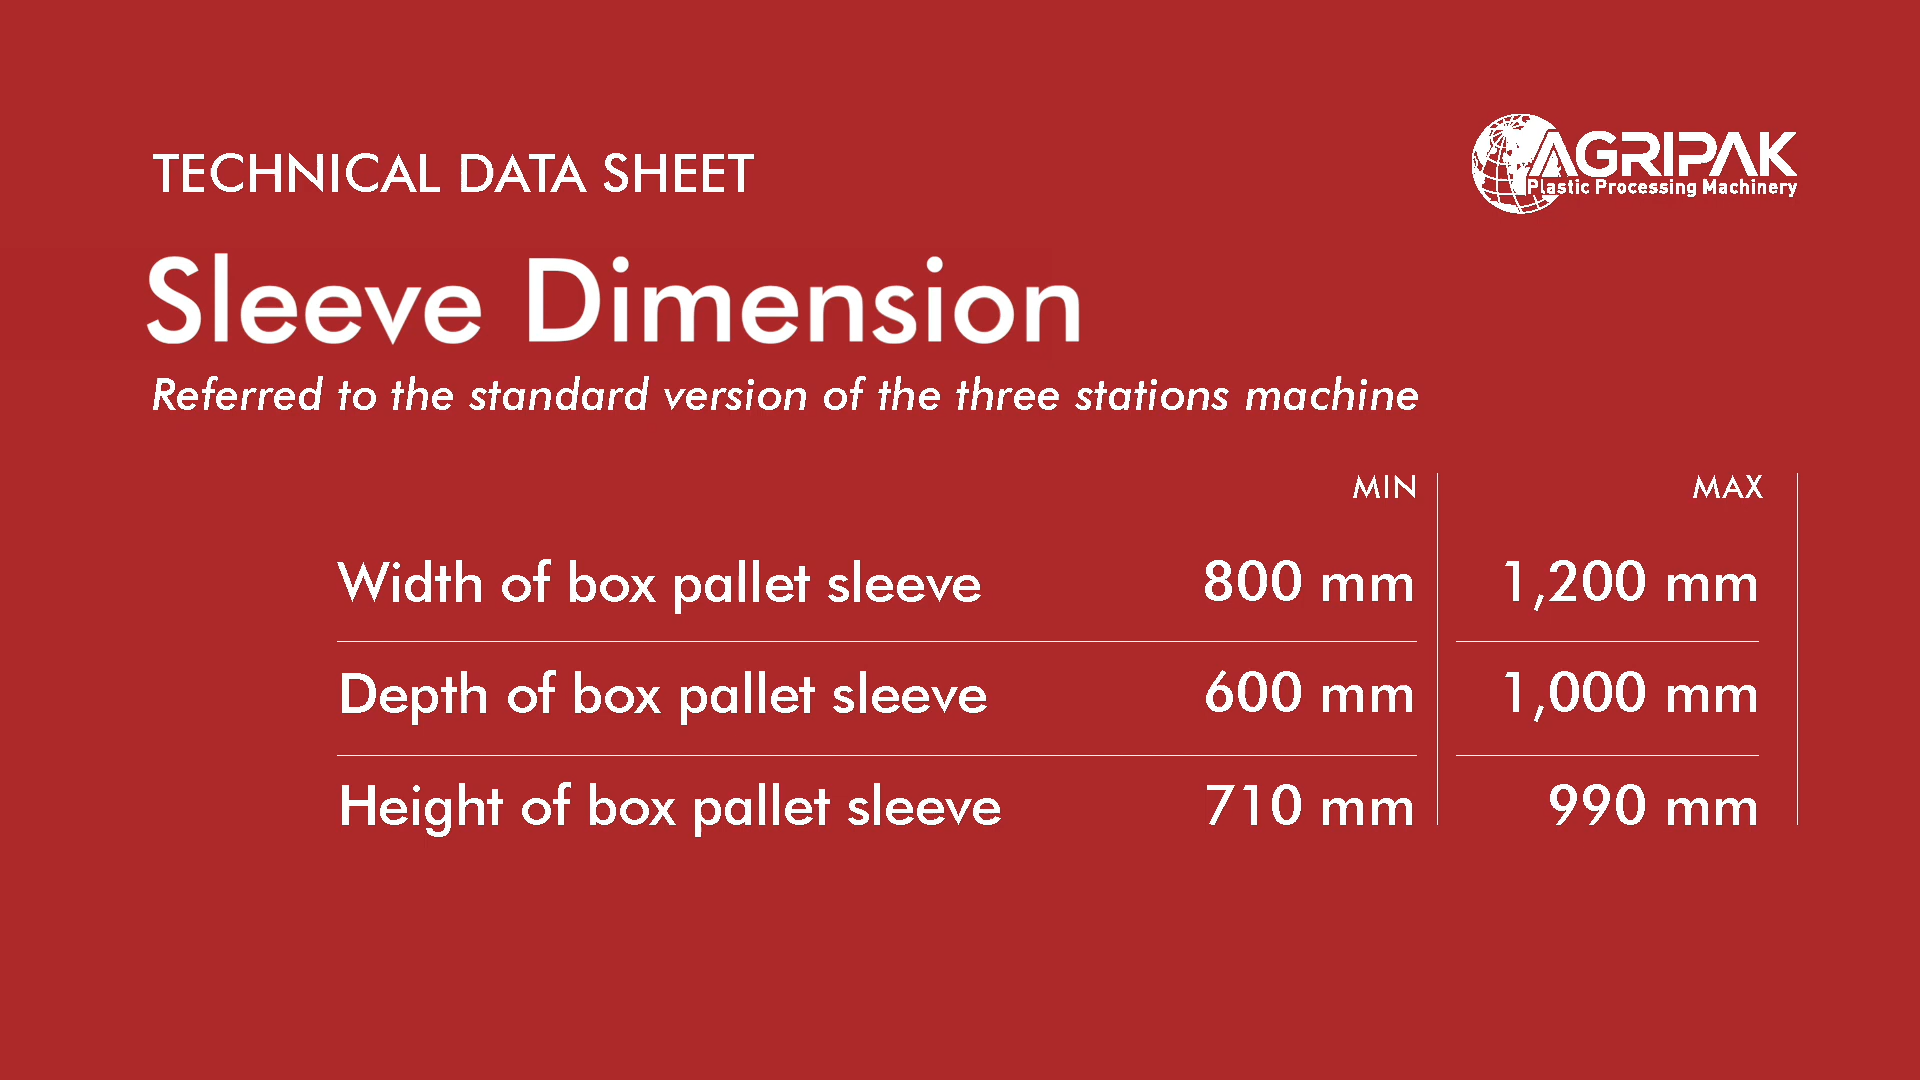 TECHNICAL DATA SHEET
AGRIPAK
Plastic Processing Machinery
Sleeve Dimension
Referred to the standard version of the three stations machine
MIN MAX
Width of box pallet sleeve 800 mm 1,200 mm
Depth of box pallet sleeve 600 mm 1,000 mm
Height of box pallet sleeve 710 mm 990 mm